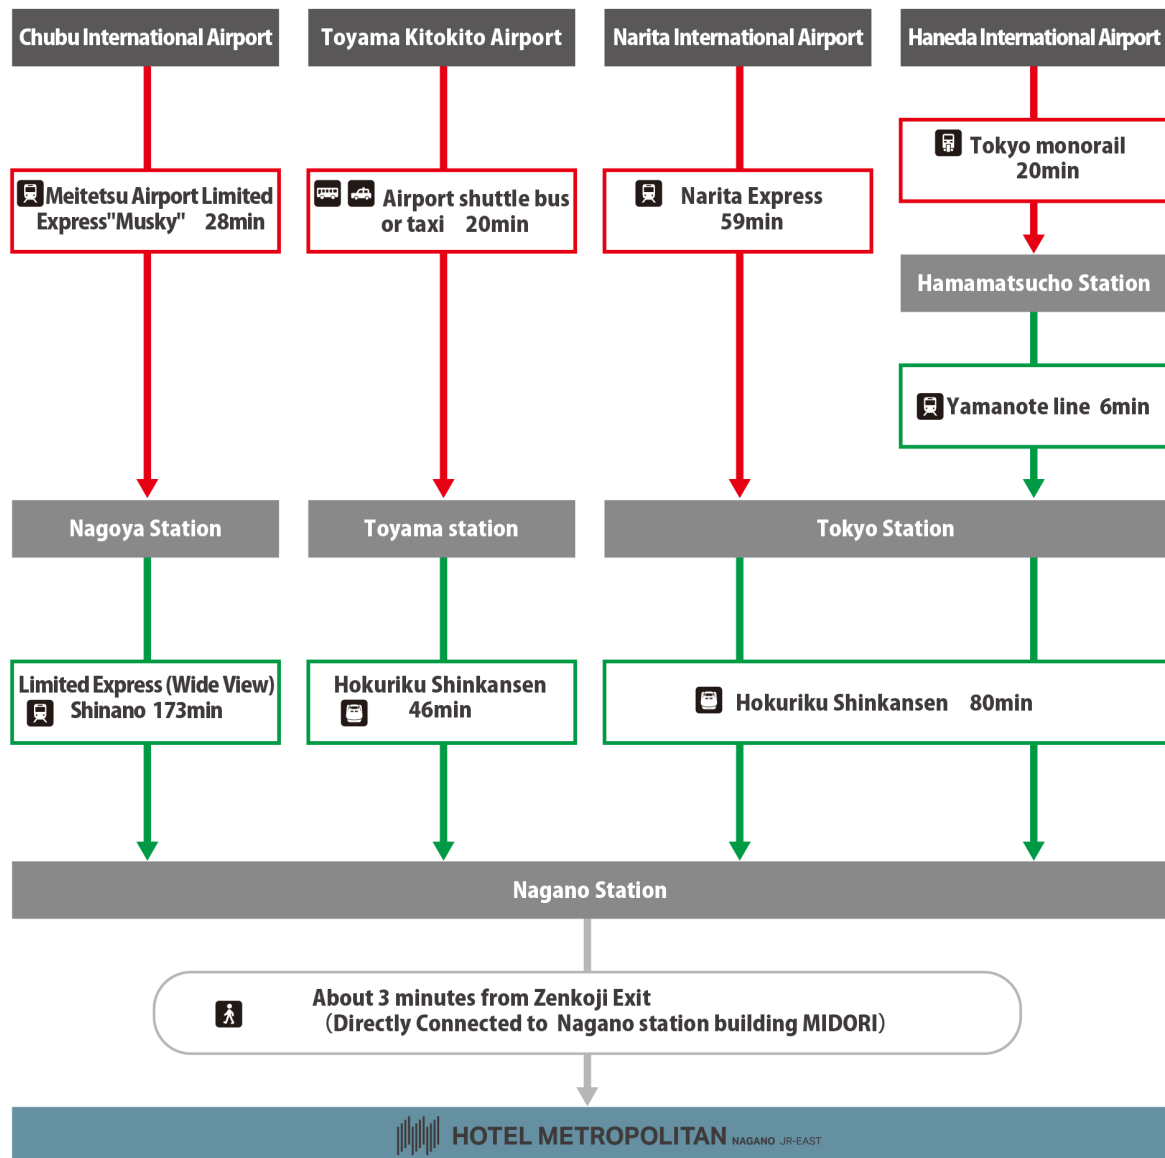 Chubu International Airport
Toyama Kitokito Airport
Narita International Airport
Haneda International Airport
Meitetsu Airport Limited
Express"Musky" 28min
Airport shuttle bus
or taxi 20min
Narita Express
59min
Tokyo monorail
20min
Hamamatsucho Station
Yamanote line 6min
Nagoya Station
Toyama station
Tokyo Station
Limited Express (Wide View)
Shinano 173min
Hokuriku Shinkansen
46min
Hokuriku Shinkansen 80min
Nagano Station
About 3 minutes from Zenkoji Exit
（Directly Connected to Nagano station building MIDORI）
HOTEL METROPOLITAN NAGANO JR-EAST